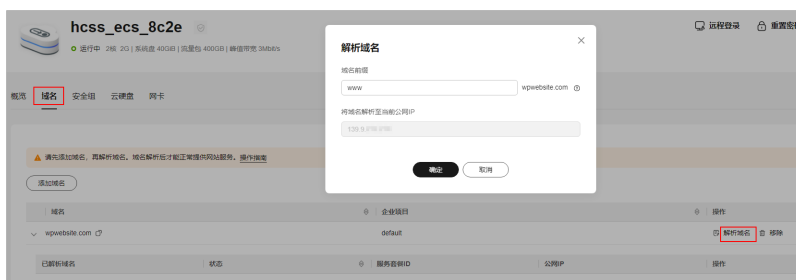 hcss_ecs_8c2e
运行中 2核 2G | 系统盘 40GiB | 流量包 400GB | 峰值带宽 3Mbit/s
远程登录 重置密码
概览 域名 安全组 云硬盘 网卡
解析域名
域名前缀
www wpwebsite.com
将域名解析至当前公网IP
139.9
确定 取消
请先添加域名，再解析域名。域名解析后才能正常提供网站服务。操作指南
添加域名
域名 企业项目 操作
wpwebsite.com default 解析域名 移除
已解析域名 状态 服务器ID 公网IP 操作